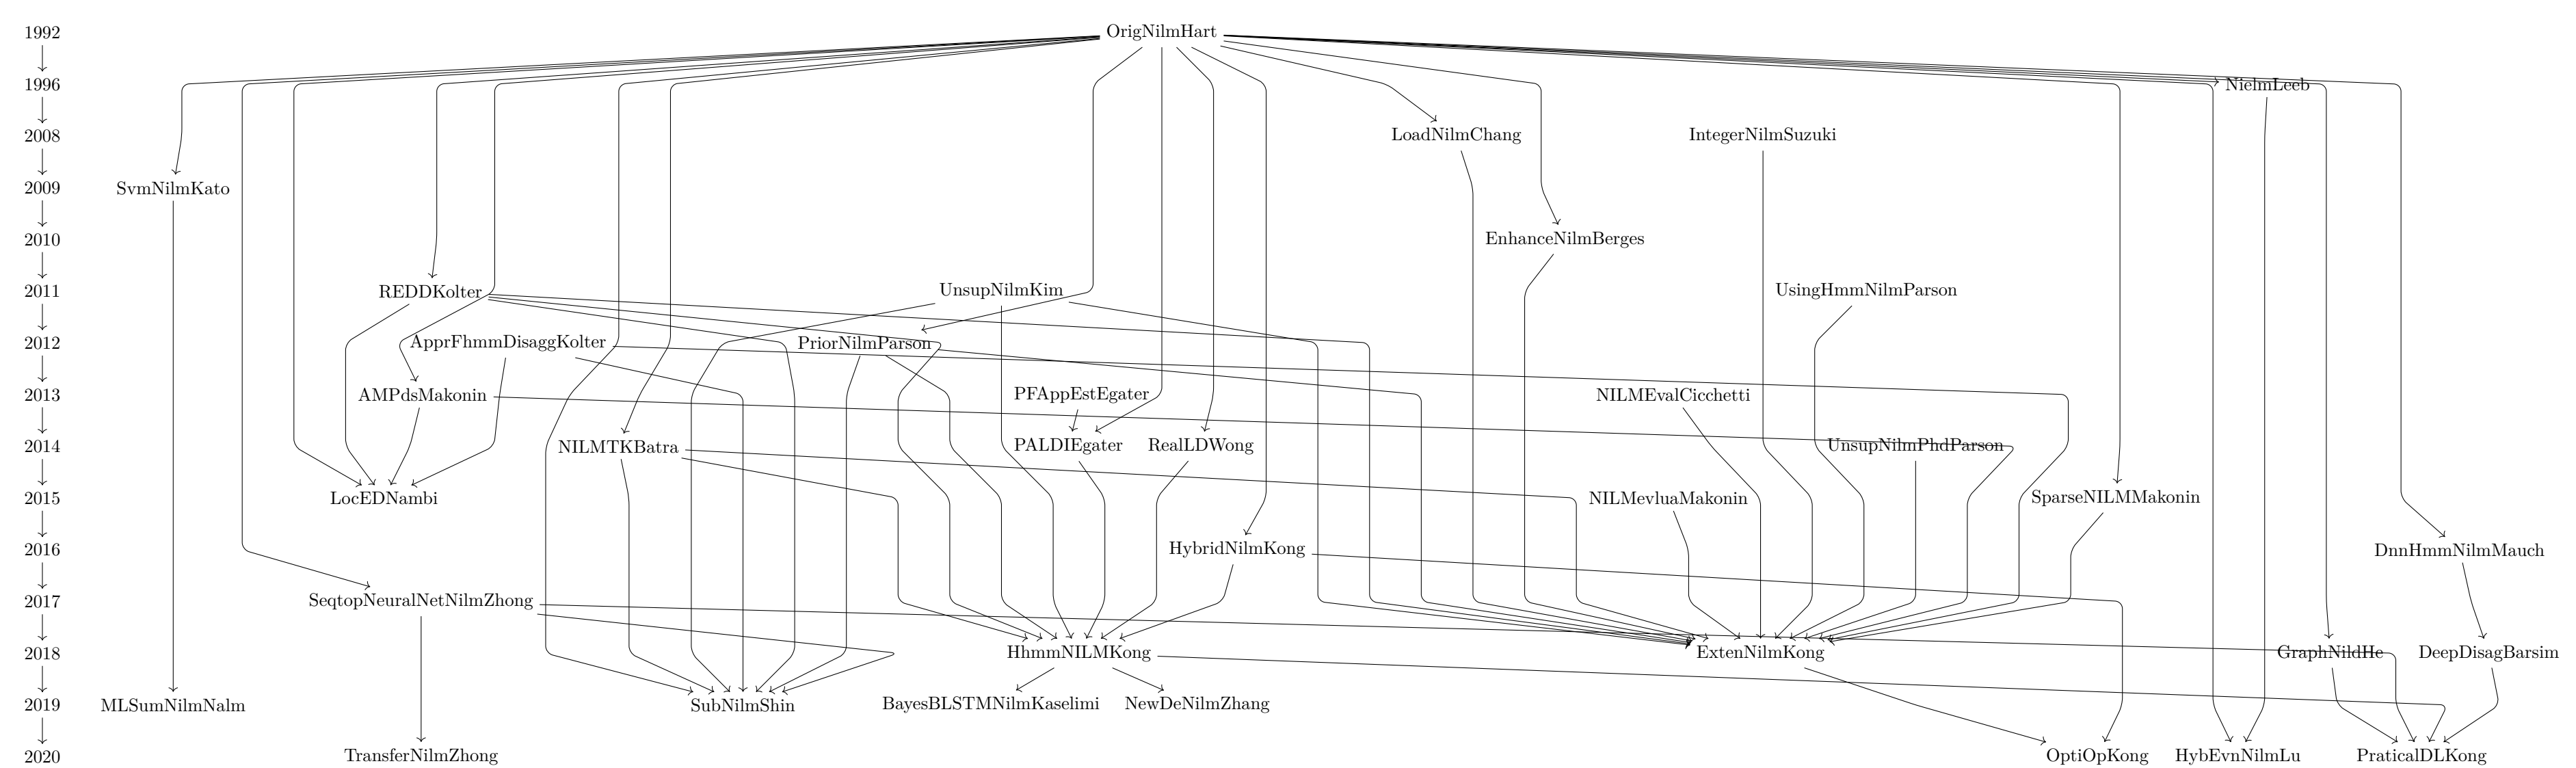 1992 OrigNilmHart
1996 NielmLeeb
2008 LoadNilmChang IntegerNilmSuzuki
2009 SvmNilmKato
2010 EnhanceNilmBerges
2011 REDDKolter UnsupNilmKim UsingHmmNilmParson
2012 ApprFhmmDisaggKolter PriorNilmParson
2013 AMPdsMakonin PFAppEstEgater NILMEvalCicchetti
2014 NILMTKBatra PALDIEgater RealLDWong UnsupNilmPhdParson
2015 LocEDNambi NILMevluaMakonin SparseNILMMakonin
2016 HybridNilmKong DnnHmmNilmMauch
2017 SeqtopNeuralNetNilmZhong
2018 HhmmNILMKong ExtenNilmKong GraphNildHe DeepDisagBarsim
2019 MLSumNilmNalm SubNilmShin BayesBLSTMNilmKaselimi NewDeNilmZhang
2020 TransferNilmZhong OptiOpKong HybEvnNilmLu PraticalDLKong